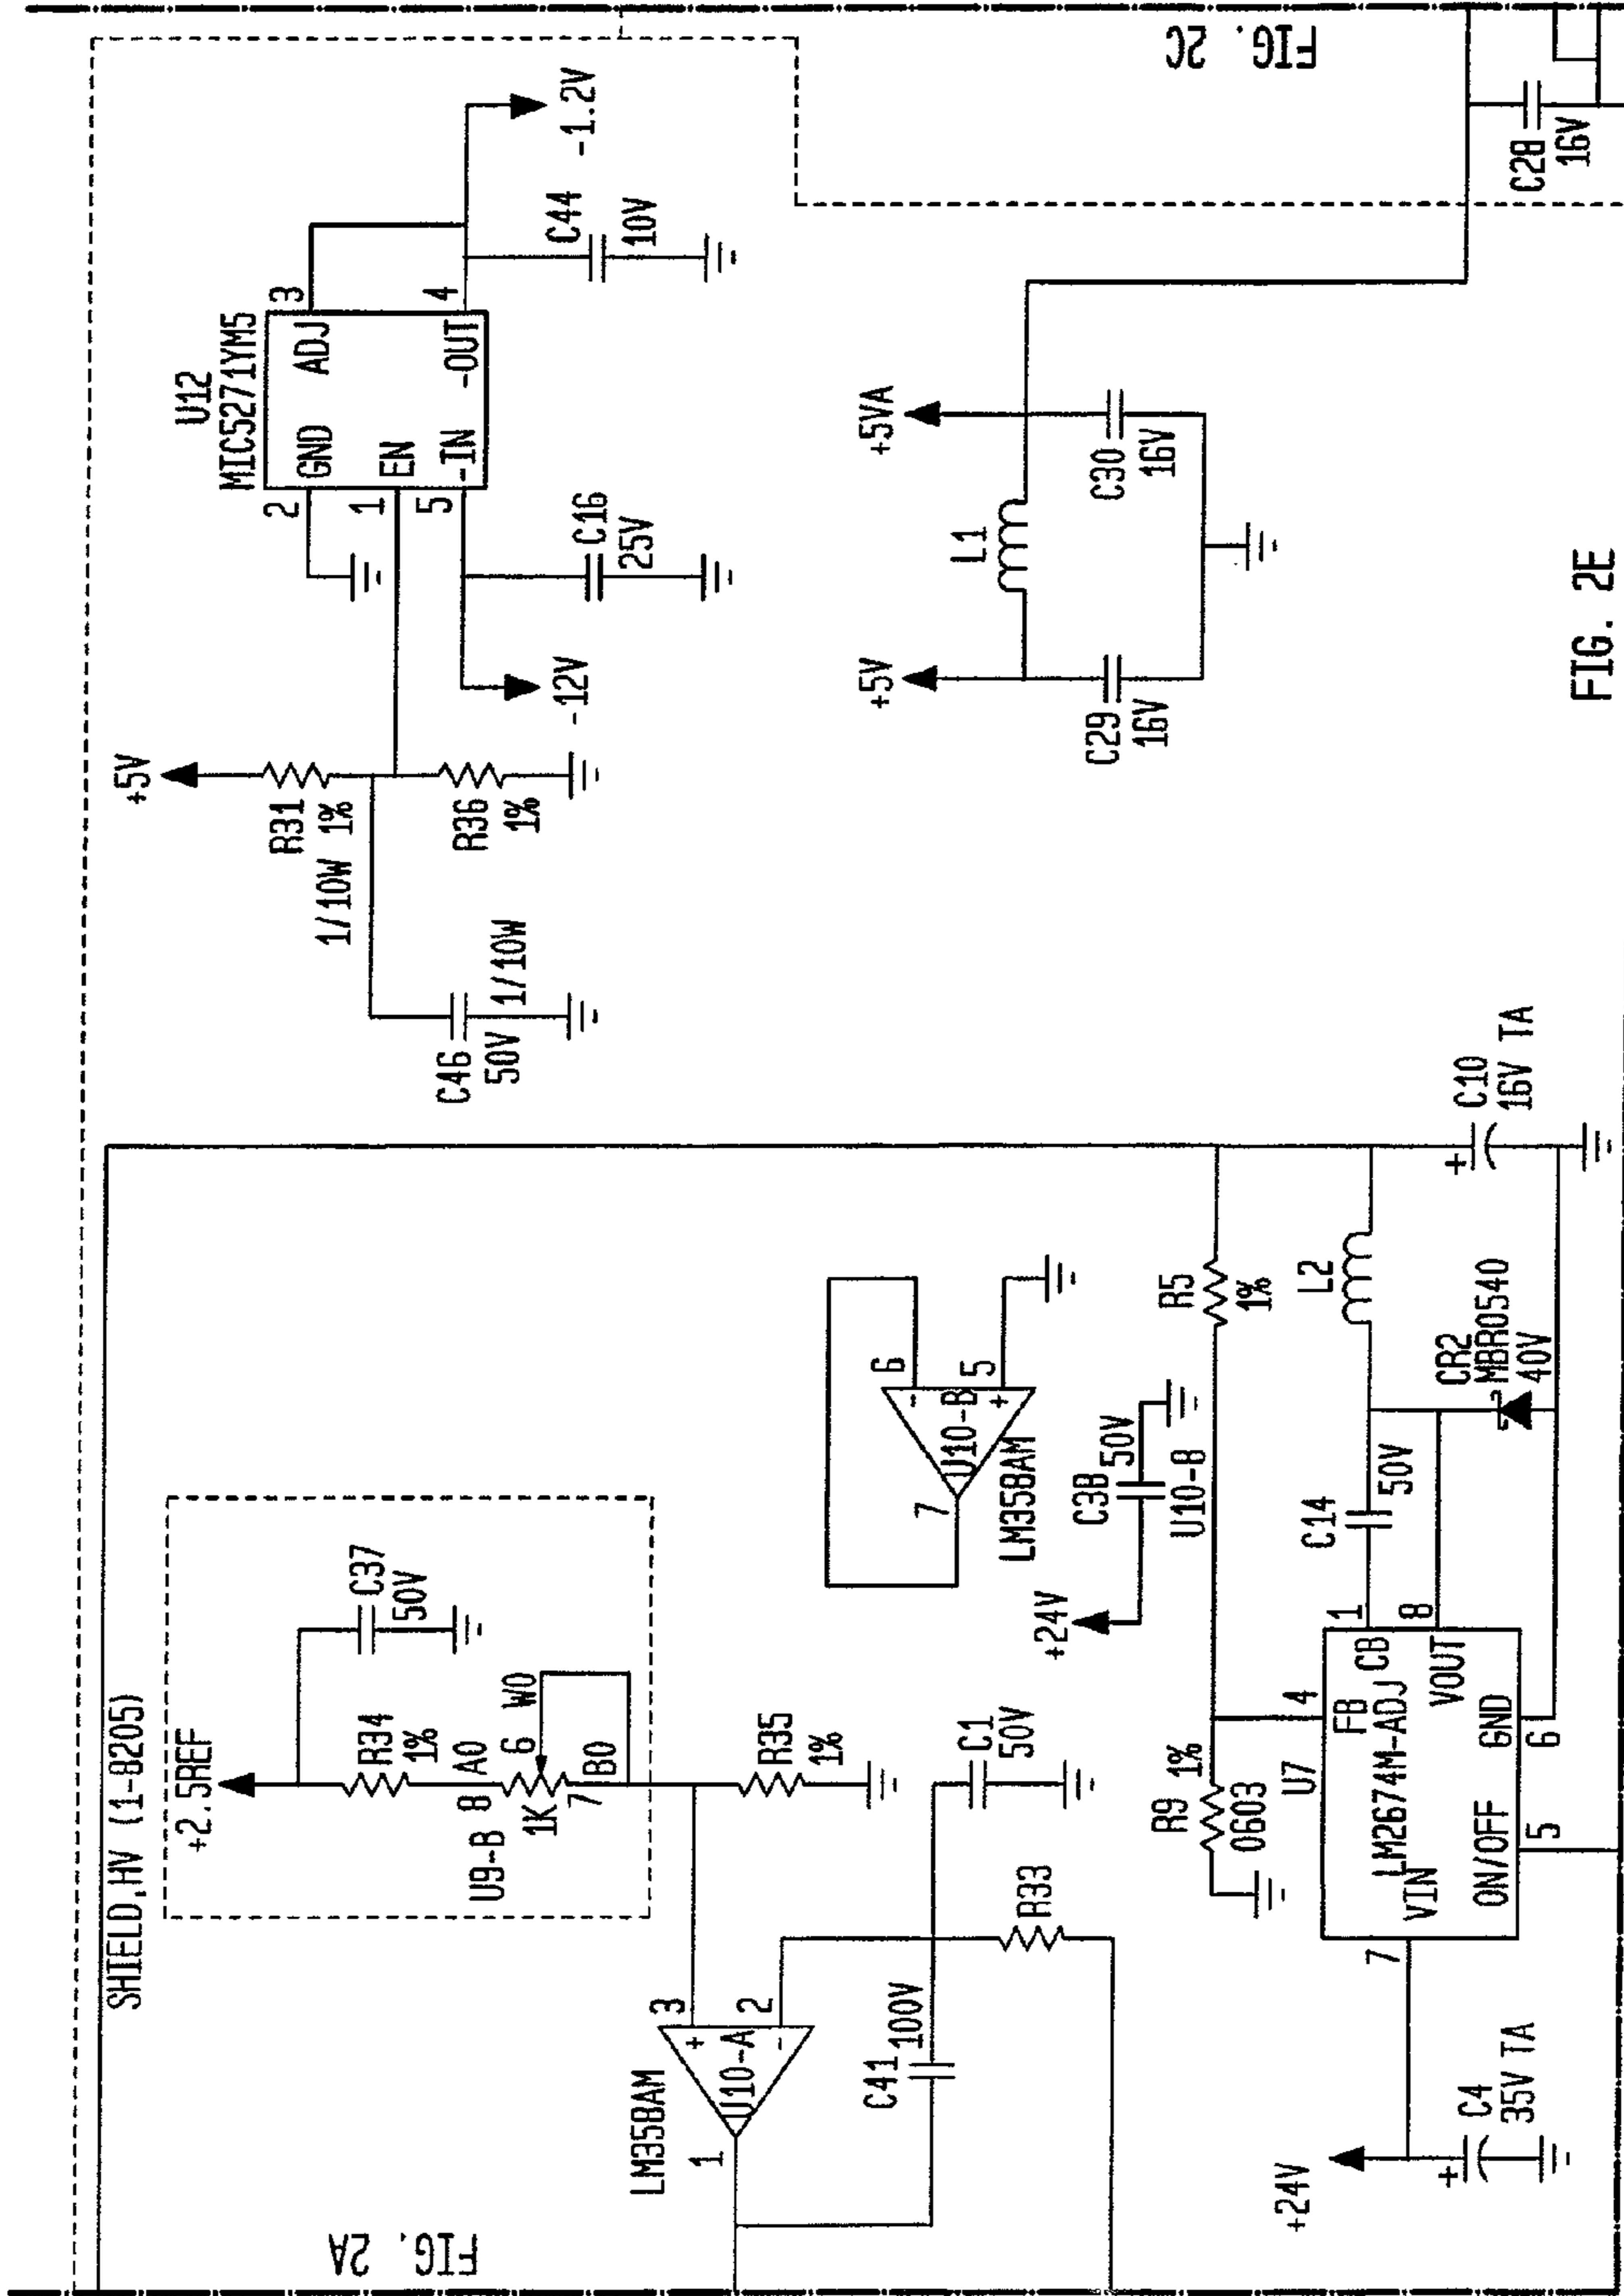 FIG. 2A
SHIELD,HV (1-8205)
+2.5REF
C37
50V
R34
1%
8 A0
6 W0
U9-B
1K
7 B0
R35
1%
LM358AM
3
+
U10-A
-
2
1
C41
100V
C1
50V
R33
6
-
U10-B
+
5
7
LM358AM
+24V
C38
50V
U10-B
R5
1%
R9
1%
0603
U7
4
FB
LM2674M-ADJ
CB
1
VIN
7
VOUT
8
ON/OFF
5
GND
6
+24V
+
C4
35V TA
C14
50V
L2
CR2
MBR0540
40V
+
C10
16V TA
+5V
R31
1/10W 1%
R36
1%
C46
50V 1/10W
U12
MIC5271YM5
2
GND
ADJ
3
1
EN
5
-IN
-OUT
4
-12V
C16
25V
C44
10V
-1.2V
+5V
L1
+5VA
C29
16V
C30
16V
FIG. 2C
C28
16V
FIG. 2E